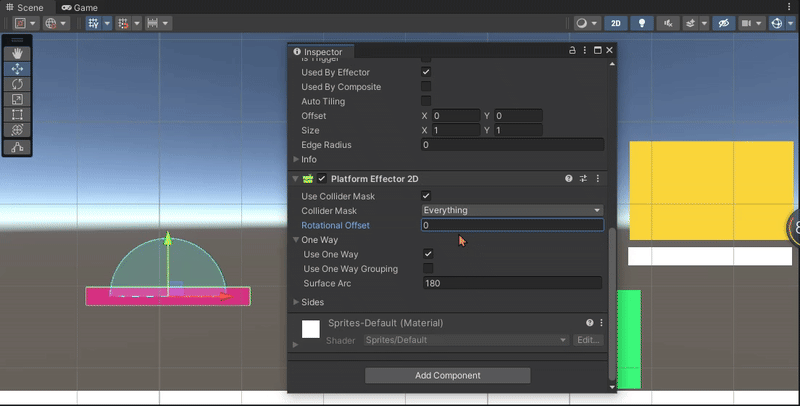 Scene Game
2D
Inspector
Is Trigger
Used By Effector
Used By Composite
Auto Tiling
Offset X 0 Y 0
Size X 1 Y 1
Edge Radius 0
Info
Platform Effector 2D
Use Collider Mask
Collider Mask Everything
Rotational Offset 0
One Way
Use One Way
Use One Way Grouping
Surface Arc 180
Sides
Sprites-Default (Material)
Shader Sprites/Default Edit...
Add Component